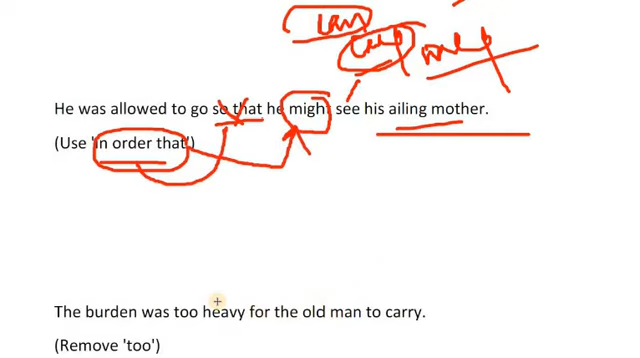 He was allowed to go so that he might see his ailing mother.
(Use 'in order that')
The burden was too heavy for the old man to carry.
(Remove 'too')